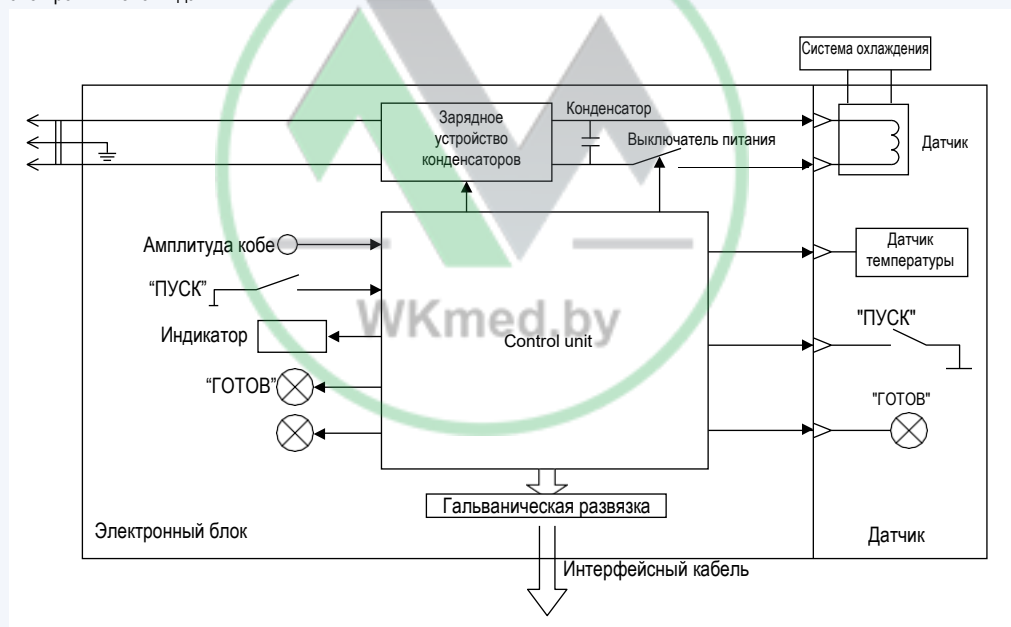 Система охлаждения
Зарядное
устройство
конденсаторов
Конденсатор
Выключатель питания
Датчик
Амплитуда кобе
Датчик
температуры
“ПУСК”
WKmed.by
"ПУСК"
Индикатор
Control unit
“ГОТОВ”
"ГОТОВ"
Гальваническая развязка
Электронный блок
Датчик
Интерфейсный кабель